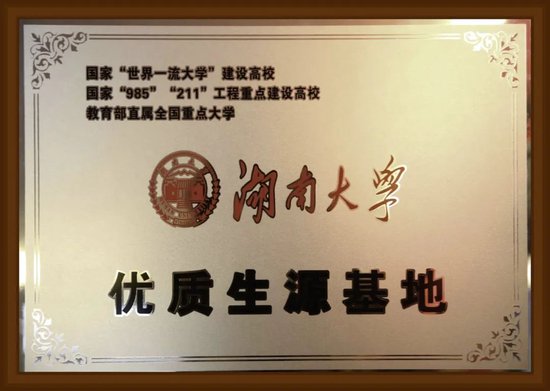 国家“世界一流大学”建设高校
国家“985”“211”工程重点建设高校
教育部直属全国重点大学
湖南大学
优质生源基地